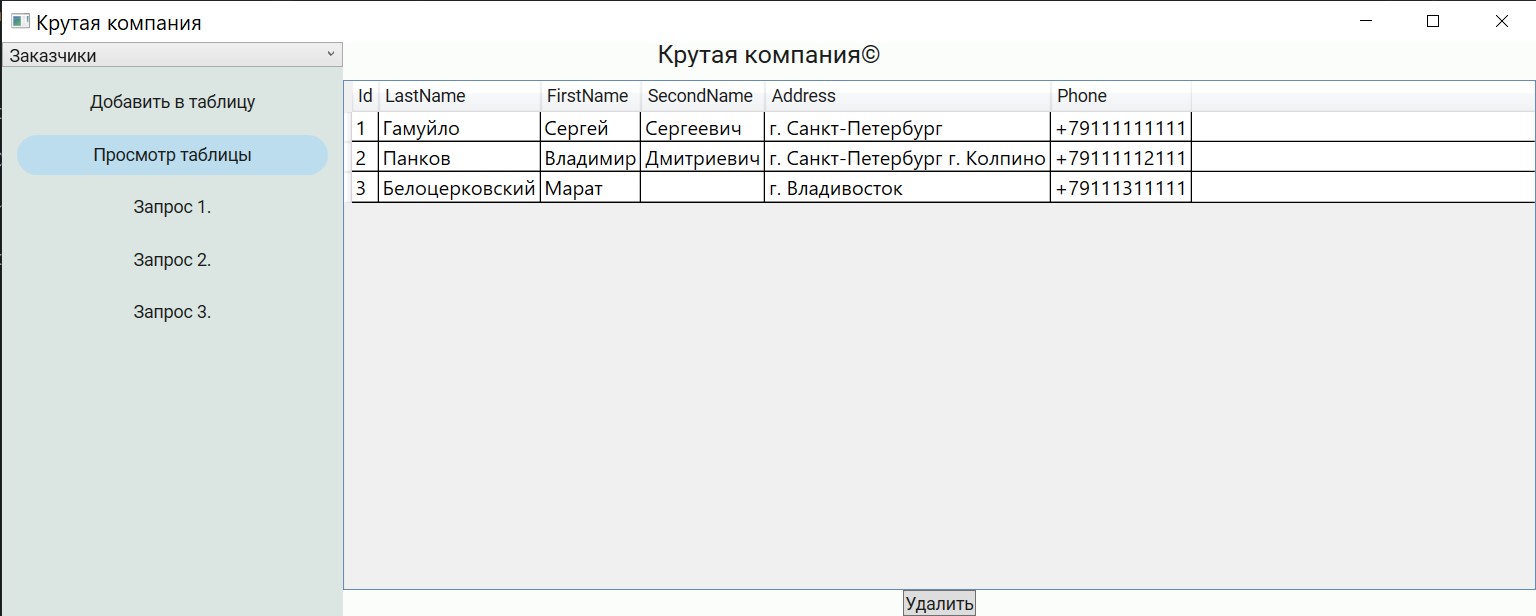 Крутая компания
Заказчики
Крутая компания©
Добавить в таблицу
Просмотр таблицы
Запрос 1.
Запрос 2.
Запрос 3.
Id LastName FirstName SecondName Address Phone
1 Гамуйло Сергей Сергеевич г. Санкт-Петербург +79111111111
2 Панков Владимир Дмитриевич г. Санкт-Петербург г. Колпино +79111112111
3 Белоцерковский Марат г. Владивосток +79111311111
Удалить